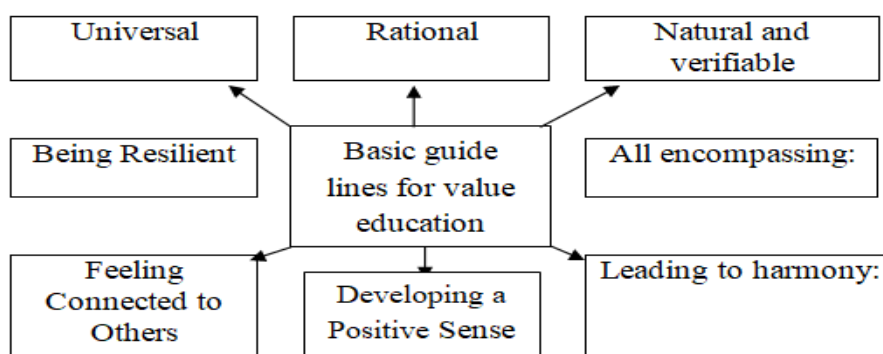 Universal
Rational
Natural and
verifiable
Being Resilient
Basic guide
lines for value
education
All encompassing:
Feeling
Connected to
Others
Developing a
Positive Sense
Leading to harmony: